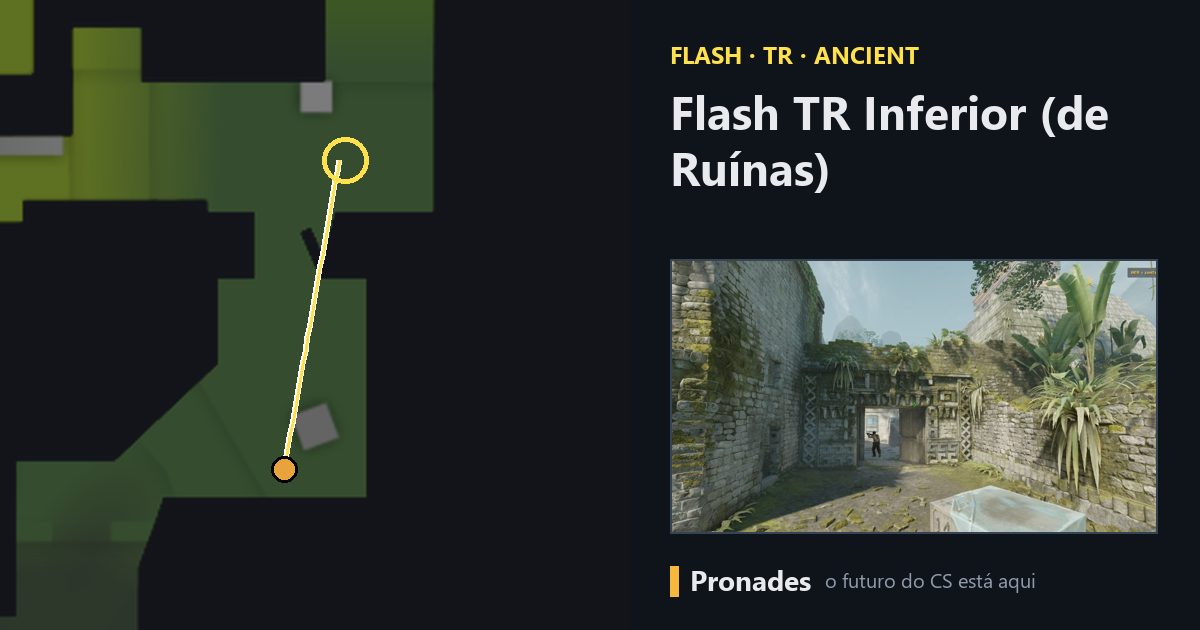 FLASH · TR · ANCIENT
Flash TR Inferior (de
Ruínas)
Pronades o futuro do CS está aqui